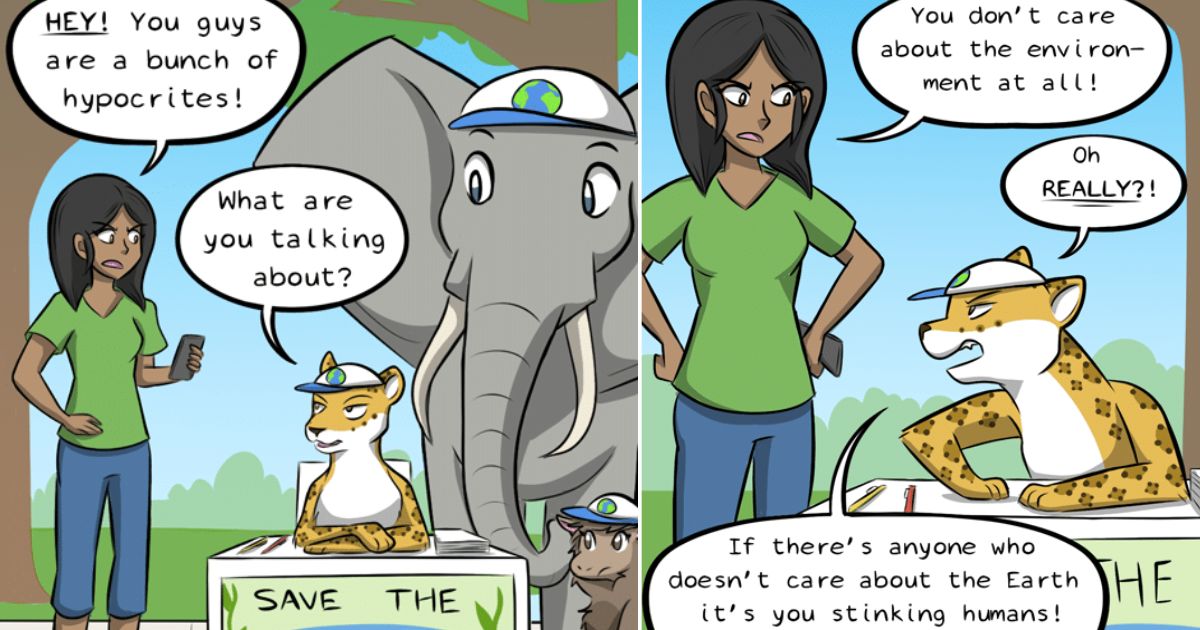 HEY! You guys
are a bunch of
hypocrites!
What are
you talking
about?
SAVE THE
You don't care
about the environ-
ment at all!
Oh
REALLY?!
THE
If there's anyone who
doesn't care about the Earth
it's you stinking humans!